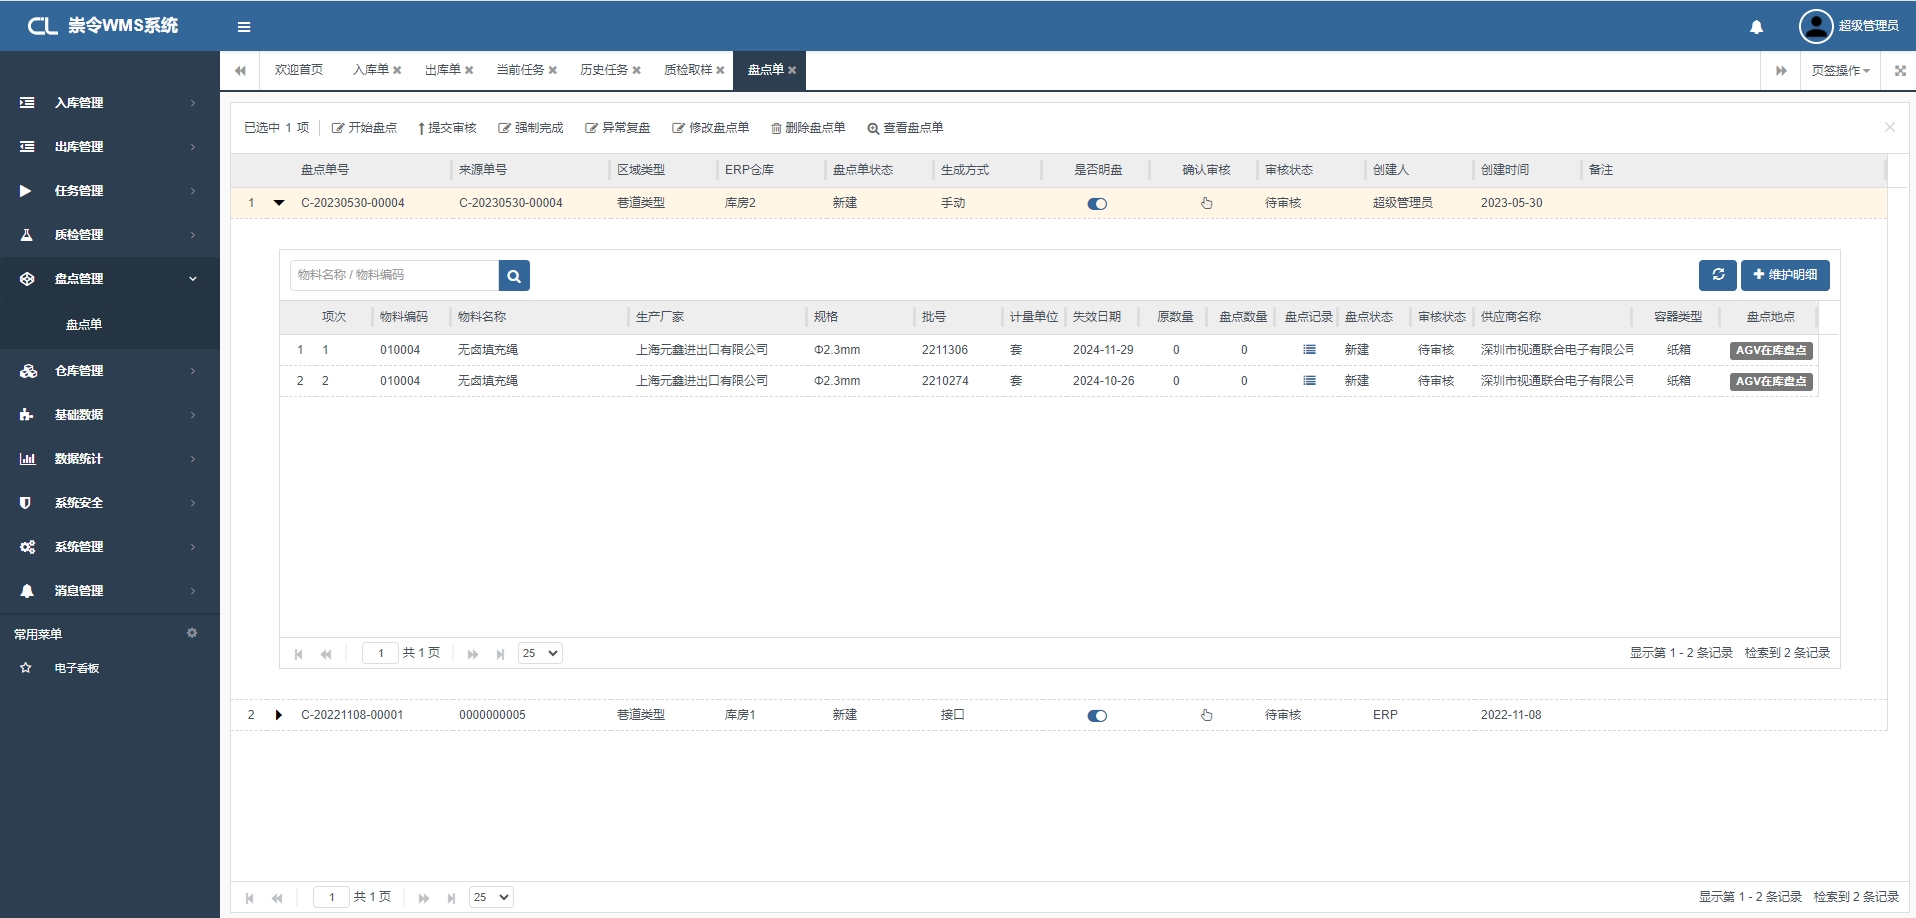 CL 崇令WMS系统
超级管理员
欢迎首页 入库单 出库单 当前任务 历史任务 质检取样 盘点单 页签操作
入库管理
出库管理
任务管理
质检管理
盘点管理
盘点单
仓库管理
基础数据
数据统计
系统安全
系统管理
消息管理
常用菜单
电子看板
已选中 1 项 开始盘点 提交审核 强制完成 异常复盘 修改盘点单 删除盘点单 查看盘点单
盘点单号 来源单号 区域类型 ERP仓库 盘点单状态 生成方式 是否明盘 确认审核 审核状态 创建人 创建时间 备注
1 C-20230530-00004 C-20230530-00004 巷道类型 库房2 新建 手动 待审核 超级管理员 2023-05-30
物料名称 / 物料编码 维护明细
项次 物料编码 物料名称 生产厂家 规格 批号 计量单位 失效日期 原数量 盘点数量 盘点记录 盘点状态 审核状态 供应商名称 容器类型 盘点地点
1 1 010004 无卤填充绳 上海元鑫进出口有限公司 Φ2.3mm 2211306 套 2024-11-29 0 0 新建 待审核 深圳市视通联合电子有限公司 纸箱 AGV在库盘点
2 2 010004 无卤填充绳 上海元鑫进出口有限公司 Φ2.3mm 2210274 套 2024-10-26 0 0 新建 待审核 深圳市视通联合电子有限公司 纸箱 AGV在库盘点
1 共 1 页 25 显示第 1 - 2 条记录 检索到 2 条记录
2 C-20221108-00001 0000000005 巷道类型 库房1 新建 接口 待审核 ERP 2022-11-08
1 共 1 页 25 显示第 1 - 2 条记录 检索到 2 条记录